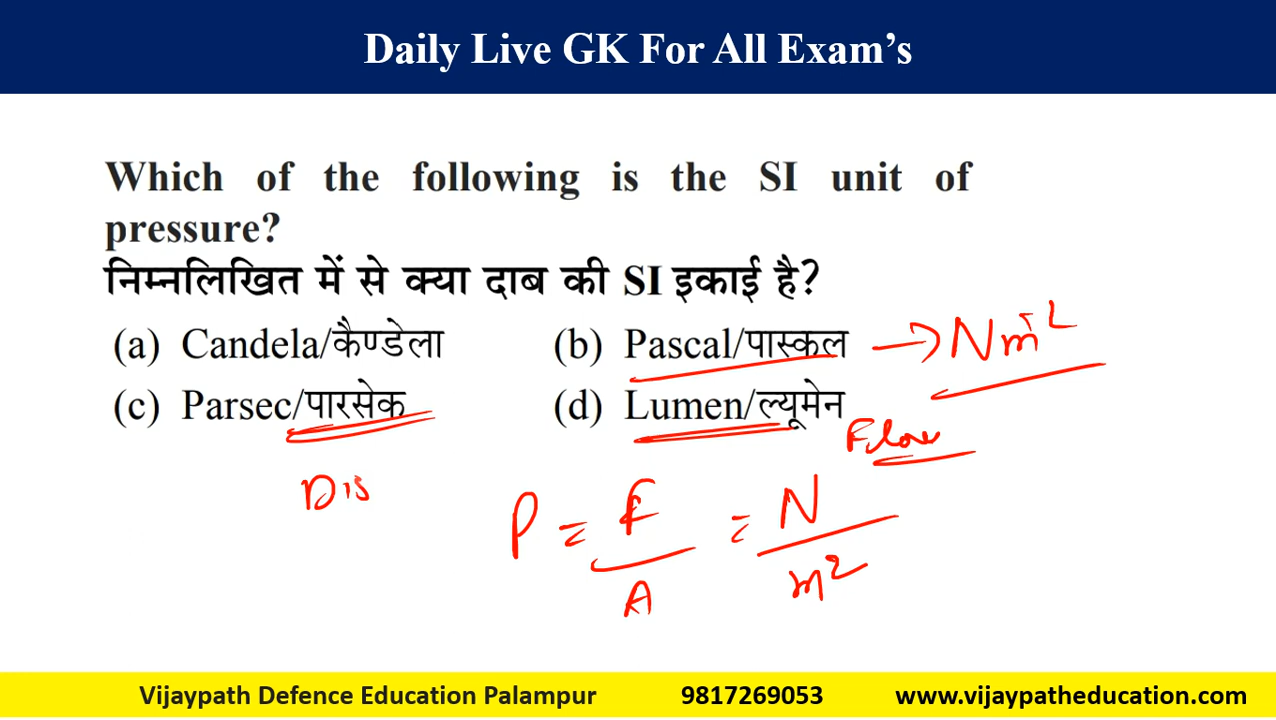 Daily Live GK For All Exam's
Which of the following is the SI unit of
pressure?
निम्नलिखित में से क्या दाब की SI इकाई है?
(a) Candela/कैण्डेला (b) Pascal/पास्कल → Nm⁻²
(c) Parsec/पारसेक (d) Lumen/ल्यूमेन
Flow
Dis
P = F/A = N/m²
Vijaypath Defence Education Palampur 9817269053 www.vijaypatheducation.com